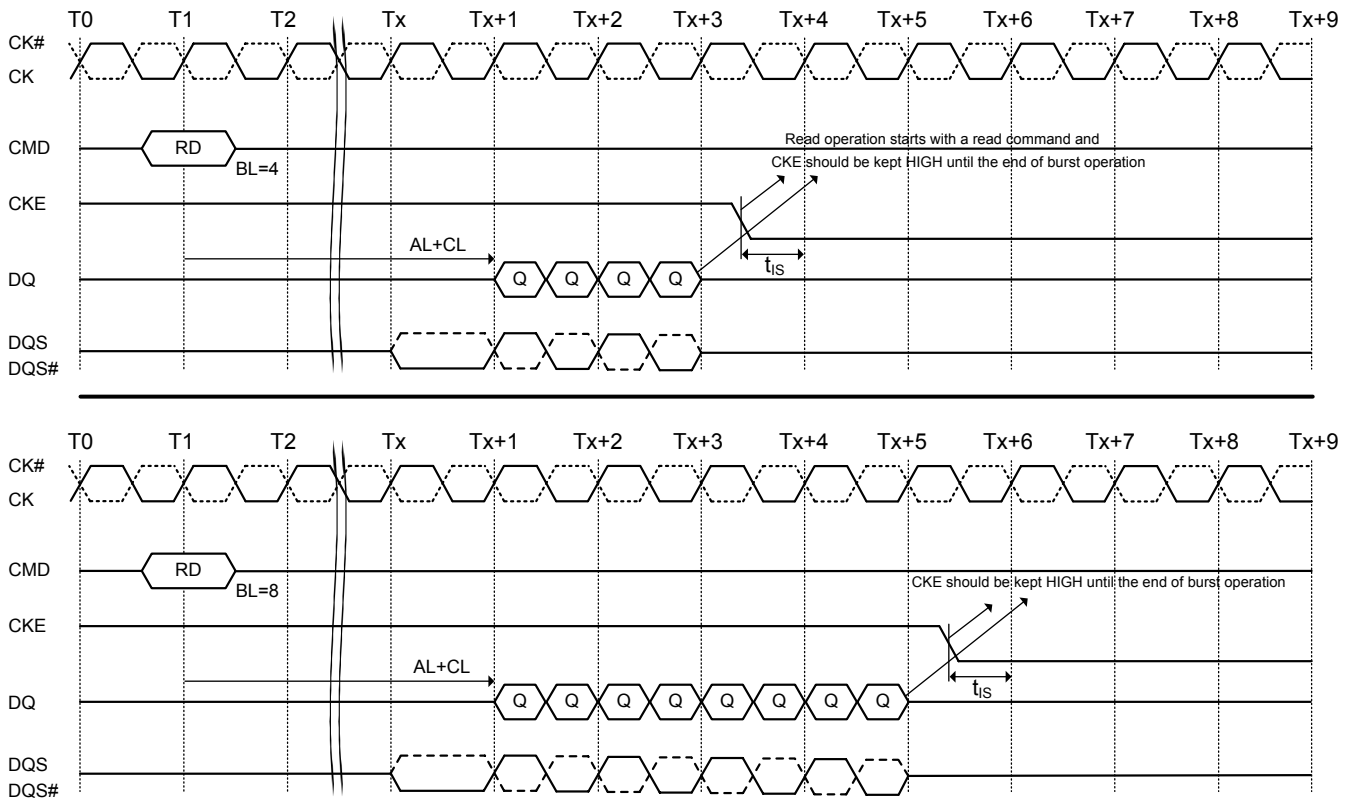 T0 T1 T2 Tx Tx+1 Tx+2 Tx+3 Tx+4 Tx+5 Tx+6 Tx+7 Tx+8 Tx+9
CK#
CK
Read operation starts with a read command and
CMD RD
CKE should be kept HIGH until the end of burst operation
BL=4
CKE
AL+CL
tIS
DQ Q Q Q Q
DQS
DQS#
T0 T1 T2 Tx Tx+1 Tx+2 Tx+3 Tx+4 Tx+5 Tx+6 Tx+7 Tx+8 Tx+9
CK#
CK
CMD RD
CKE should be kept HIGH until the end of burst operation
BL=8
CKE
AL+CL
tIS
DQ Q Q Q Q Q Q Q Q
DQS
DQS#